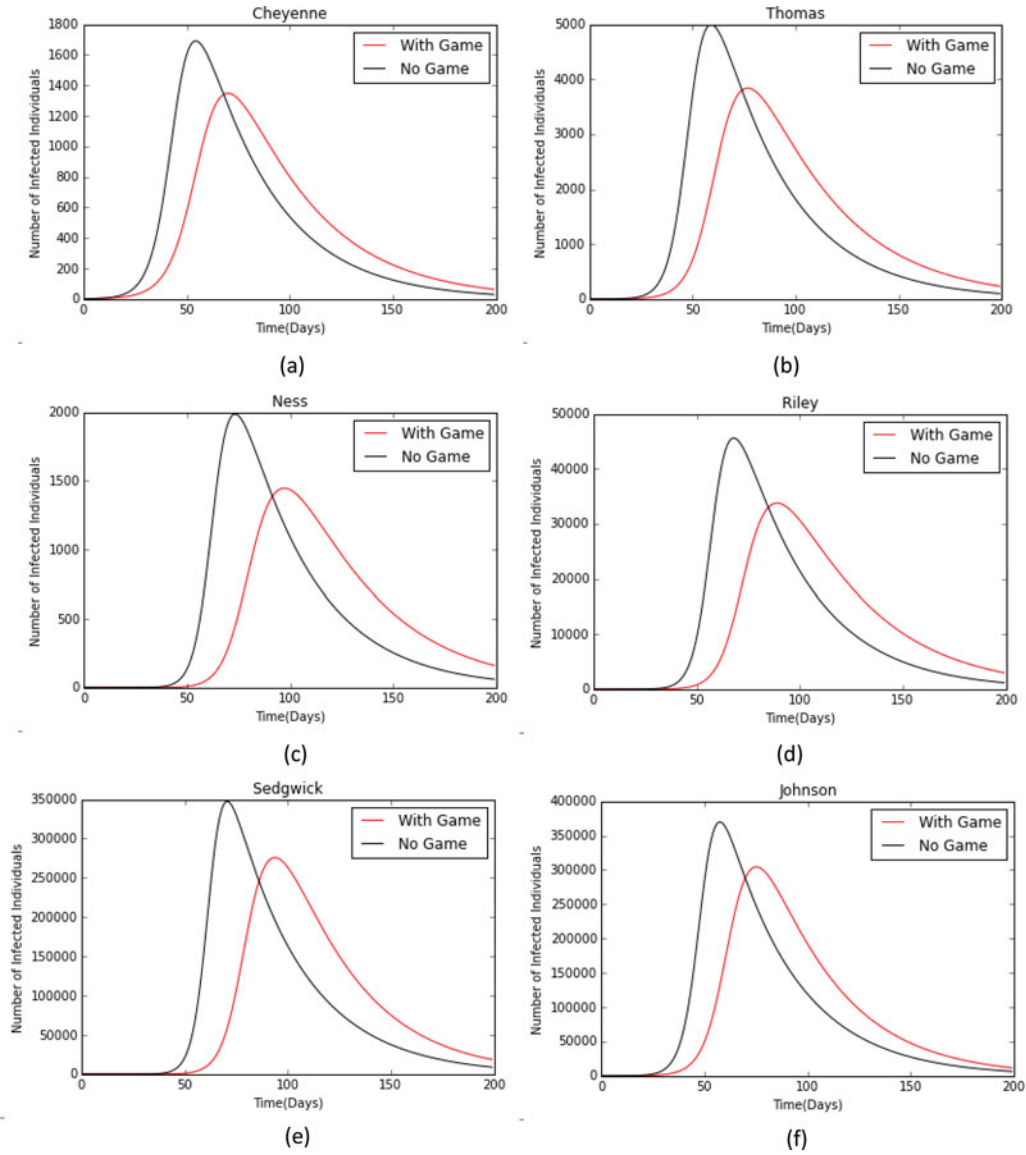 Cheyenne
1800
1600
1400
1200
1000
800
600
400
200
0
Number of Infected Individuals
With Game
No Game
0 50 100 150 200
Time(Days)
(a)
Thomas
5000
4000
3000
2000
1000
0
Number of Infected Individuals
With Game
No Game
0 50 100 150 200
Time(Days)
(b)
Ness
2000
1500
1000
500
0
Number of Infected Individuals
With Game
No Game
0 50 100 150 200
Time(Days)
(c)
Riley
50000
40000
30000
20000
10000
0
Number of Infected Individuals
With Game
No Game
0 50 100 150 200
Time(Days)
(d)
Sedgwick
350000
300000
250000
200000
150000
100000
50000
0
Number of Infected Individuals
With Game
No Game
0 50 100 150 200
Time(Days)
(e)
Johnson
400000
350000
300000
250000
200000
150000
100000
50000
0
Number of Infected Individuals
With Game
No Game
0 50 100 150 200
Time(Days)
(f)